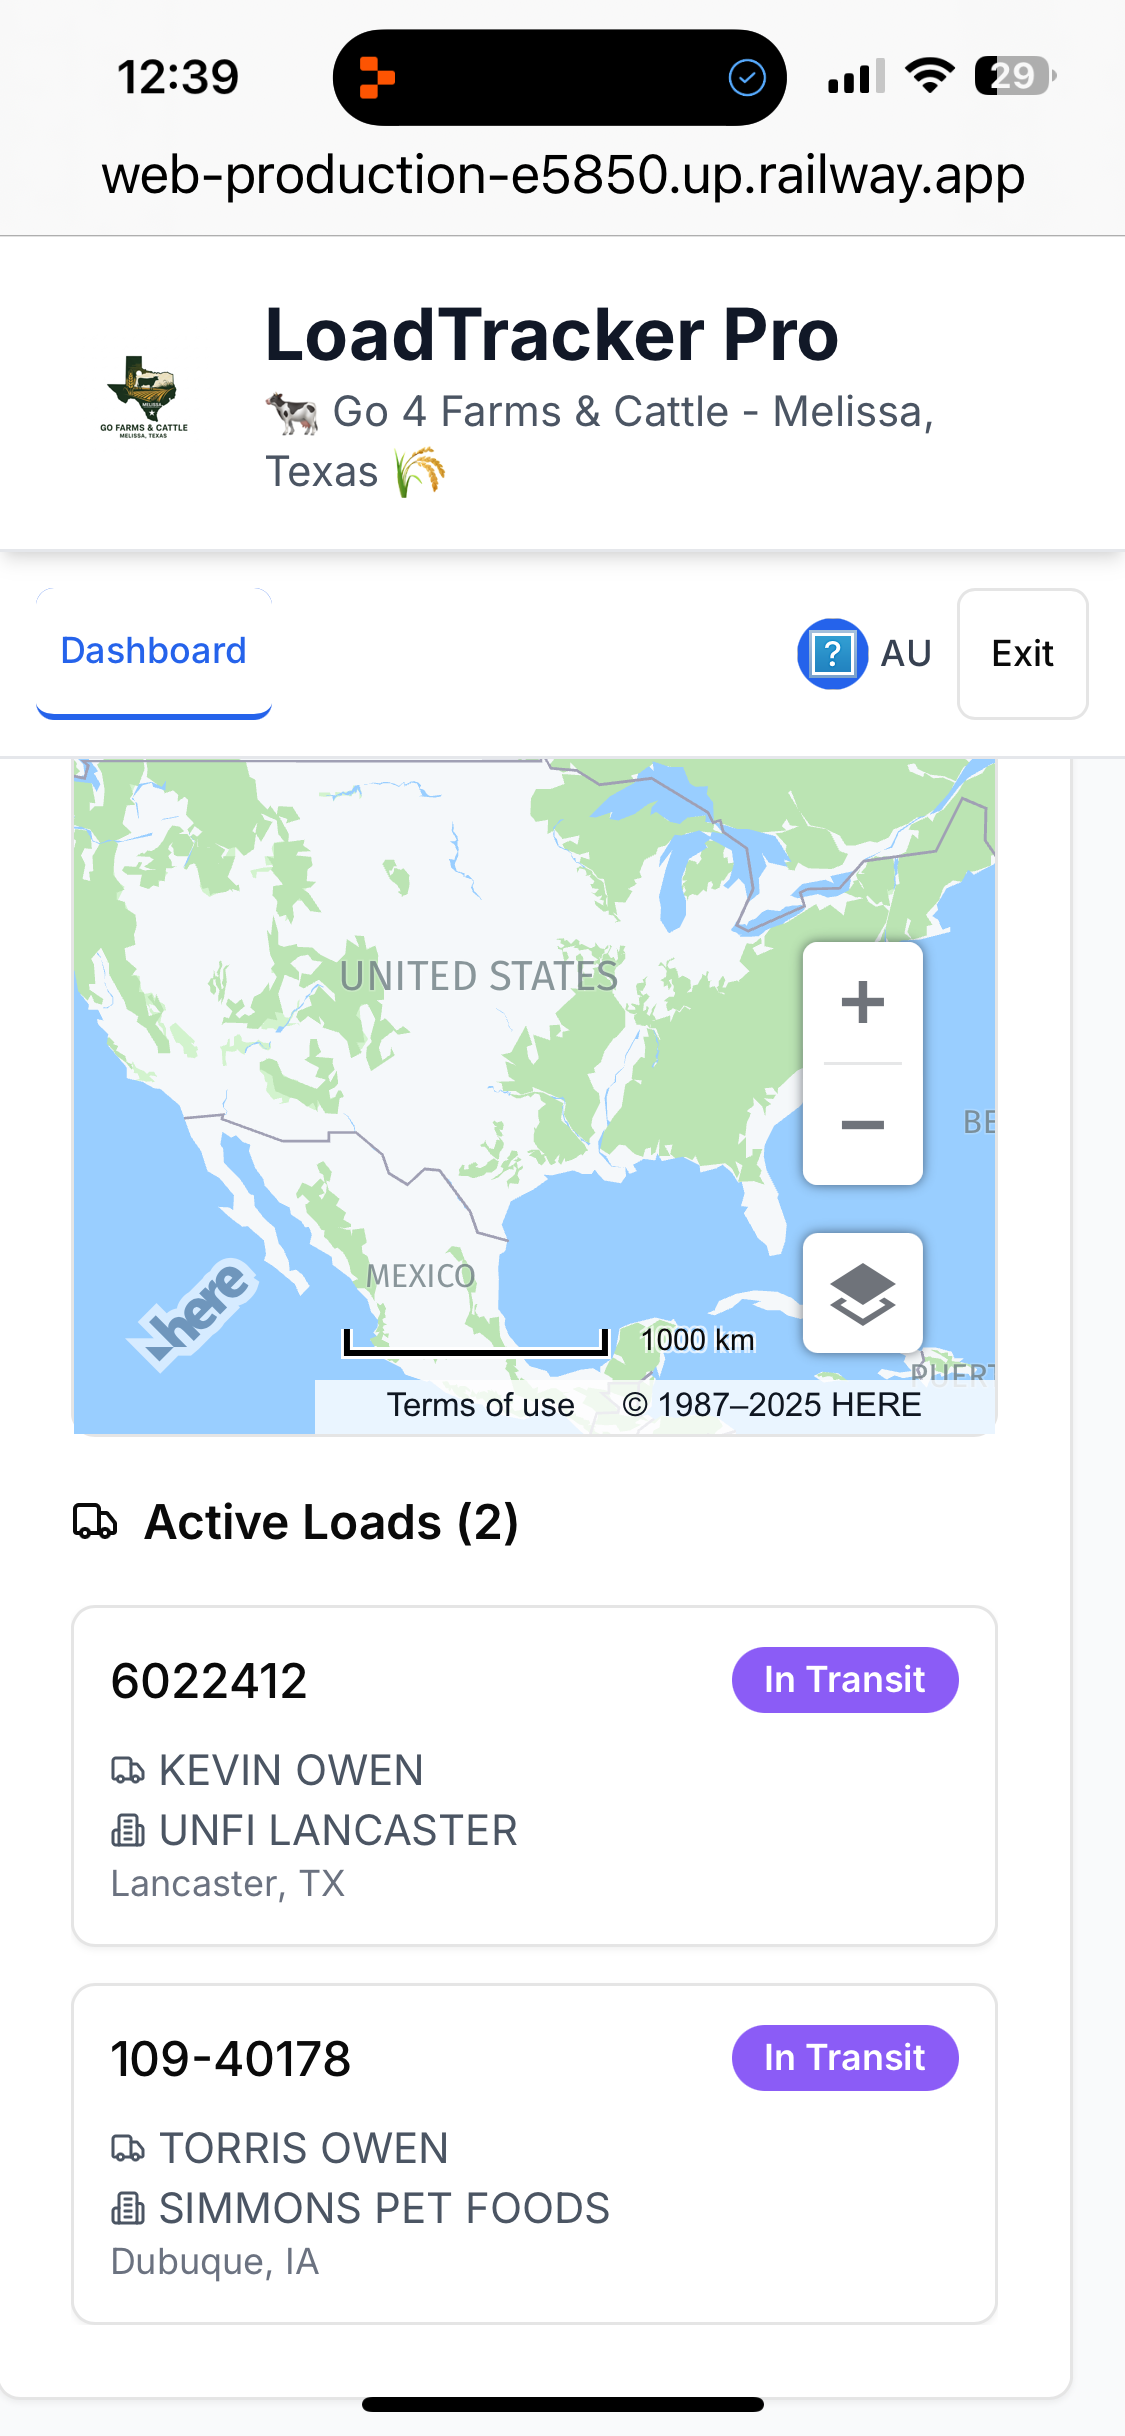 12:39
29
web-production-e5850.up.railway.app
LoadTracker Pro
🐄 Go 4 Farms & Cattle - Melissa,
Texas 🌾
MELISSA
GO FARMS & CATTLE
MELISSA, TEXAS
Dashboard
? AU
Exit
UNITED STATES
BE
MEXICO
here
1000 km
PUERT
Terms of use © 1987–2025 HERE
Active Loads (2)
6022412
In Transit
KEVIN OWEN
UNFI LANCASTER
Lancaster, TX
109-40178
In Transit
TORRIS OWEN
SIMMONS PET FOODS
Dubuque, IA